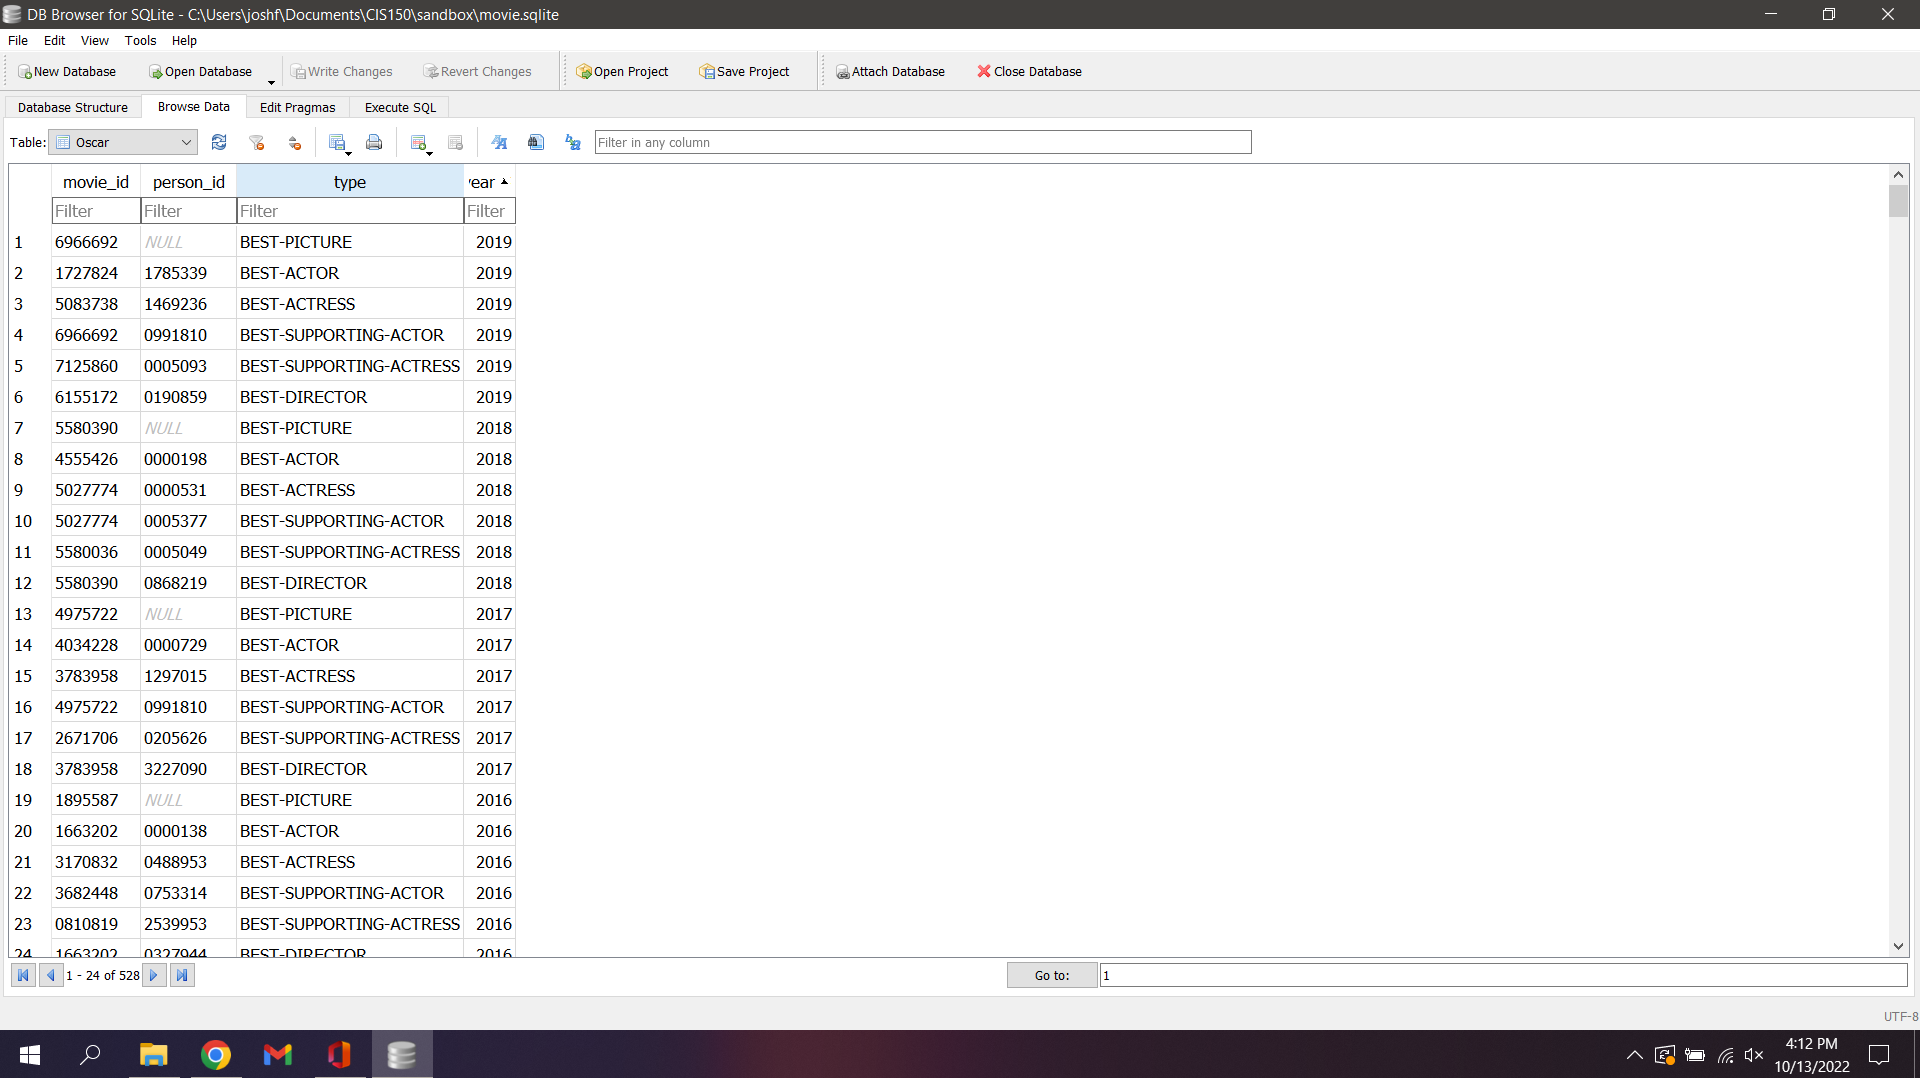 DB Browser for SQLite - C:\Users\joshf\Documents\CIS150\sandbox\movie.sqlite
File Edit View Tools Help
New Database Open Database Write Changes Revert Changes Open Project Save Project Attach Database Close Database
Database Structure Browse Data Edit Pragmas Execute SQL
Table: Oscar Filter in any column
movie_id person_id type year
Filter Filter Filter Filter
1 6966692 NULL BEST-PICTURE 2019
2 1727824 1785339 BEST-ACTOR 2019
3 5083738 1469236 BEST-ACTRESS 2019
4 6966692 0991810 BEST-SUPPORTING-ACTOR 2019
5 7125860 0005093 BEST-SUPPORTING-ACTRESS 2019
6 6155172 0190859 BEST-DIRECTOR 2019
7 5580390 NULL BEST-PICTURE 2018
8 4555426 0000198 BEST-ACTOR 2018
9 5027774 0000531 BEST-ACTRESS 2018
10 5027774 0005377 BEST-SUPPORTING-ACTOR 2018
11 5580036 0005049 BEST-SUPPORTING-ACTRESS 2018
12 5580390 0868219 BEST-DIRECTOR 2018
13 4975722 NULL BEST-PICTURE 2017
14 4034228 0000729 BEST-ACTOR 2017
15 3783958 1297015 BEST-ACTRESS 2017
16 4975722 0991810 BEST-SUPPORTING-ACTOR 2017
17 2671706 0205626 BEST-SUPPORTING-ACTRESS 2017
18 3783958 3227090 BEST-DIRECTOR 2017
19 1895587 NULL BEST-PICTURE 2016
20 1663202 0000138 BEST-ACTOR 2016
21 3170832 0488953 BEST-ACTRESS 2016
22 3682448 0753314 BEST-SUPPORTING-ACTOR 2016
23 0810819 2539953 BEST-SUPPORTING-ACTRESS 2016
24 1663202 0327944 BEST-DIRECTOR 2016
1 - 24 of 528 Go to: 1
UTF-8
4:12 PM
10/13/2022